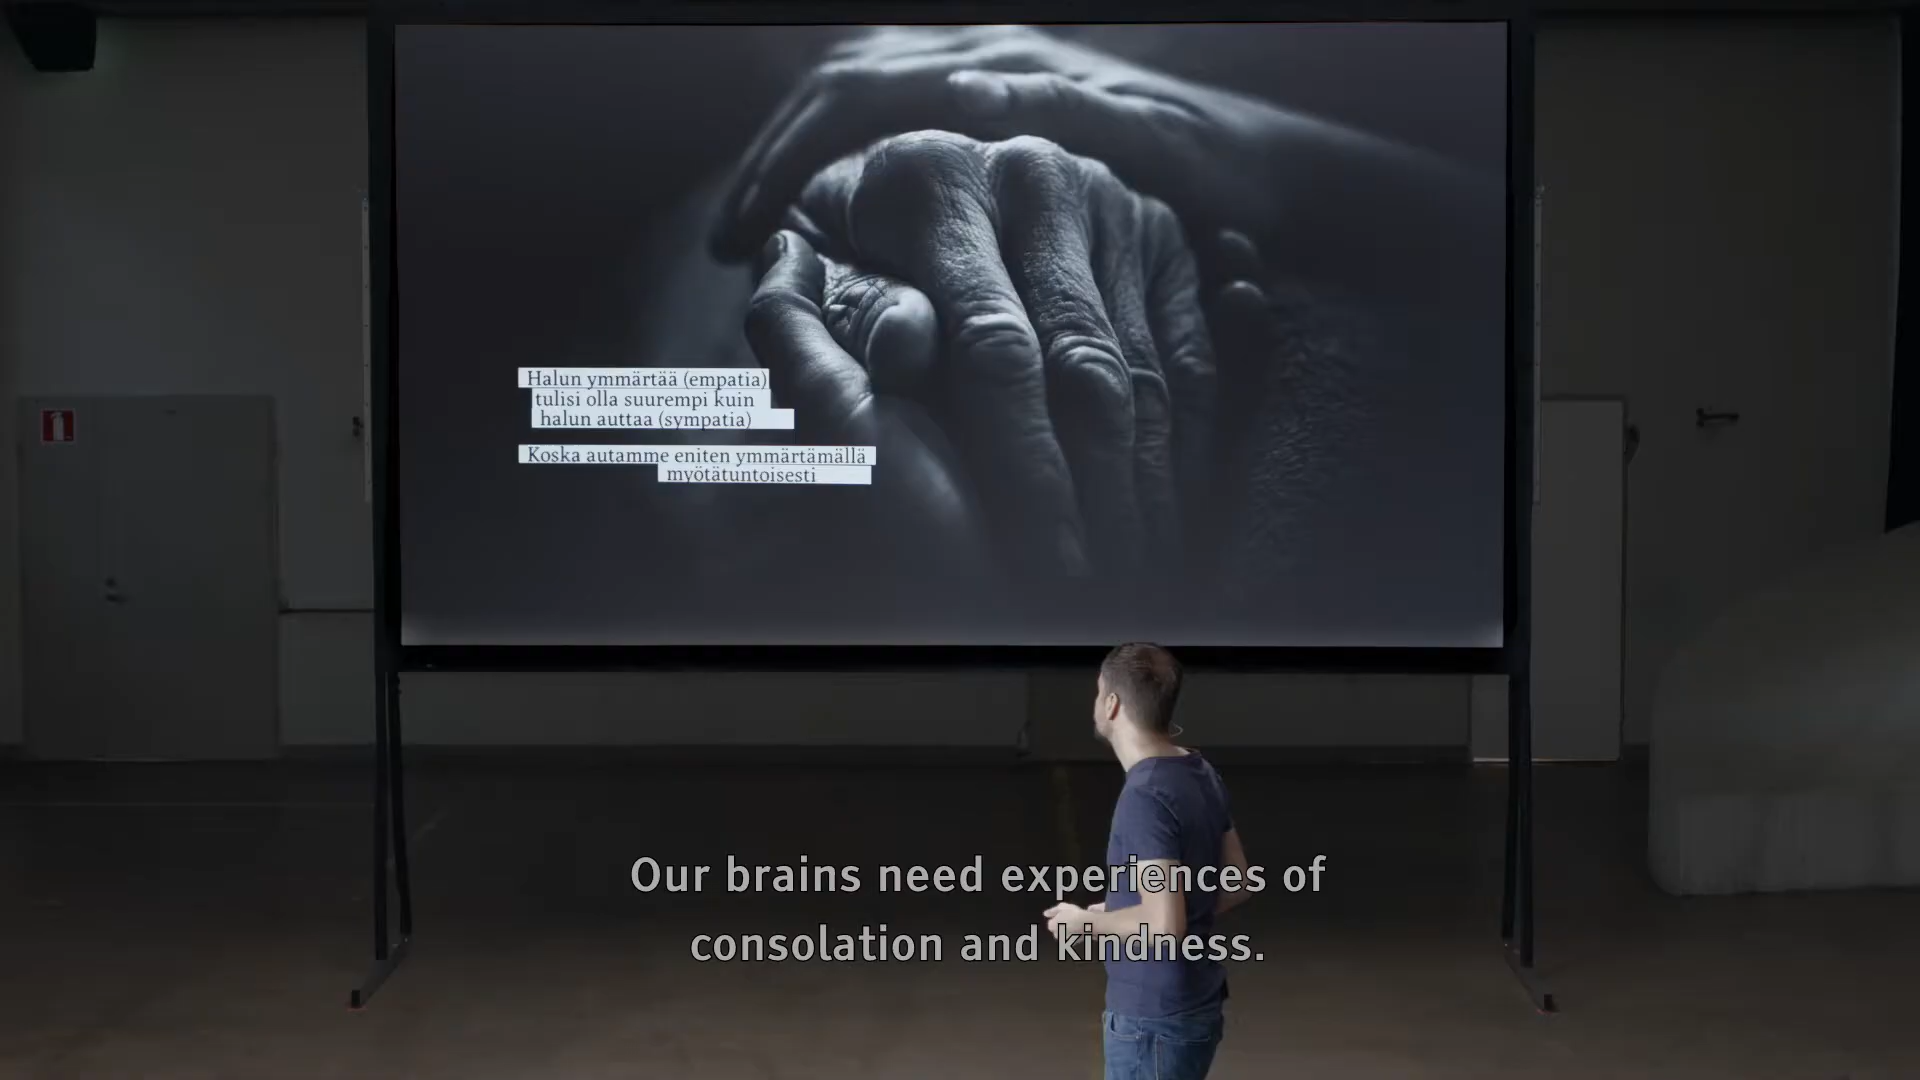 Halun ymmärtää (empatia)
tulisi olla suurempi kuin
halun auttaa (sympatia)
Koska autamme eniten ymmärtämällä
myötätuntoisesti
Our brains need experiences of
consolation and kindness.